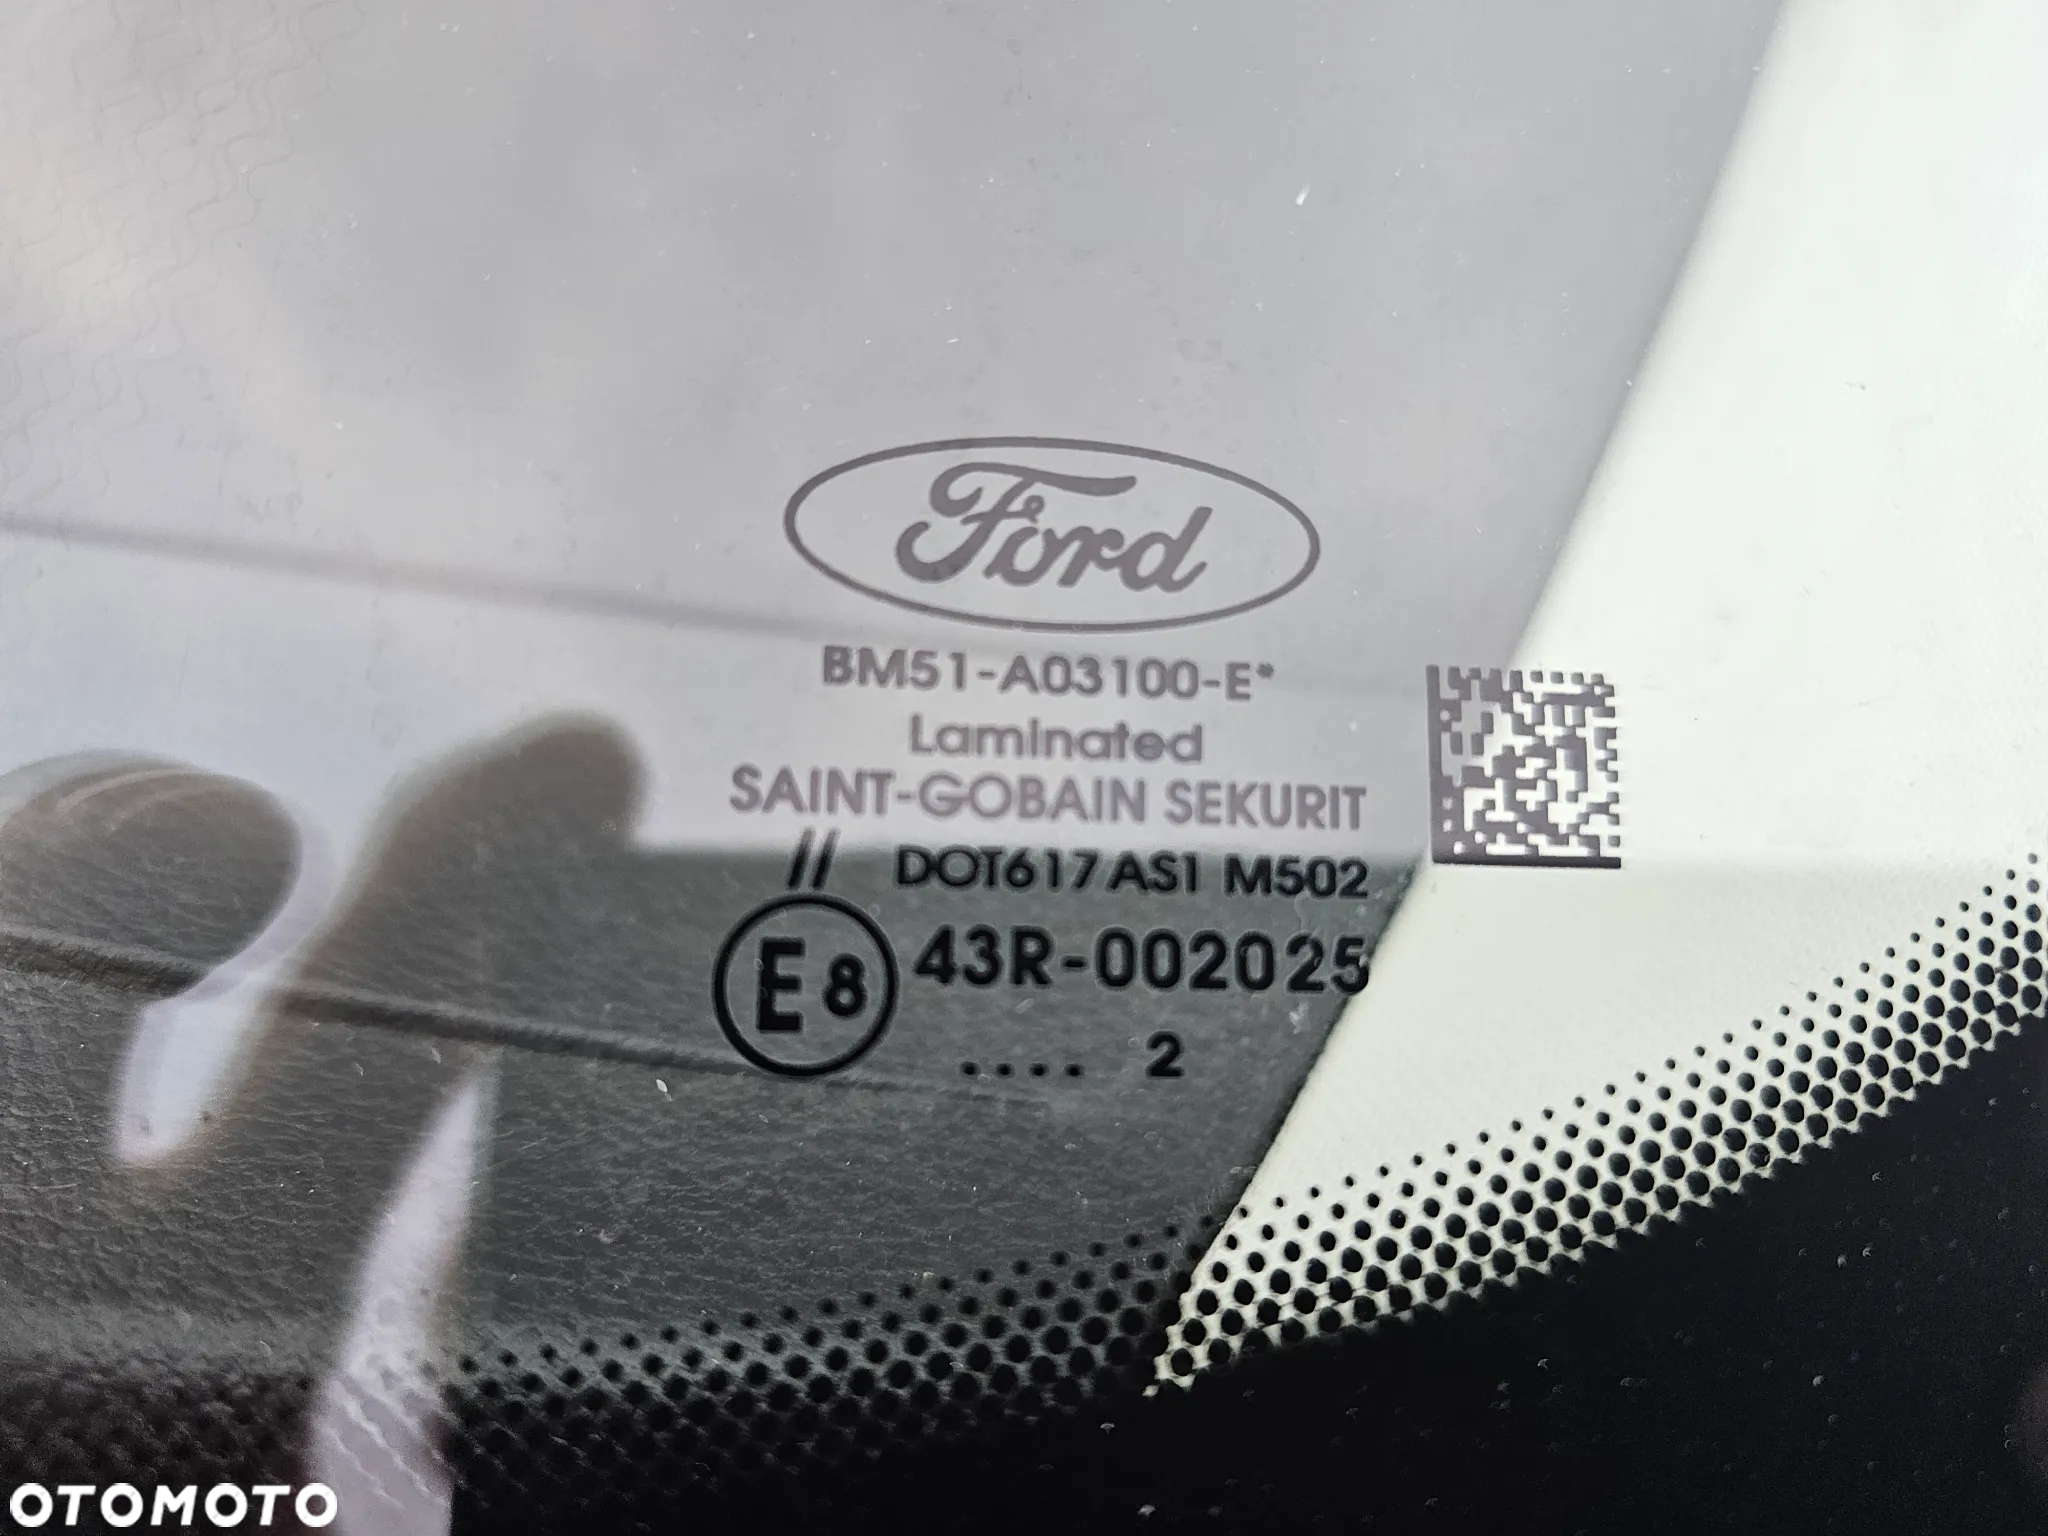 Ford
BM51-A03100-E*
Laminated
SAINT-GOBAIN SEKURIT
// DOT617 AS1 M502
E8 43R-002025
.... 2
OTOMOTO